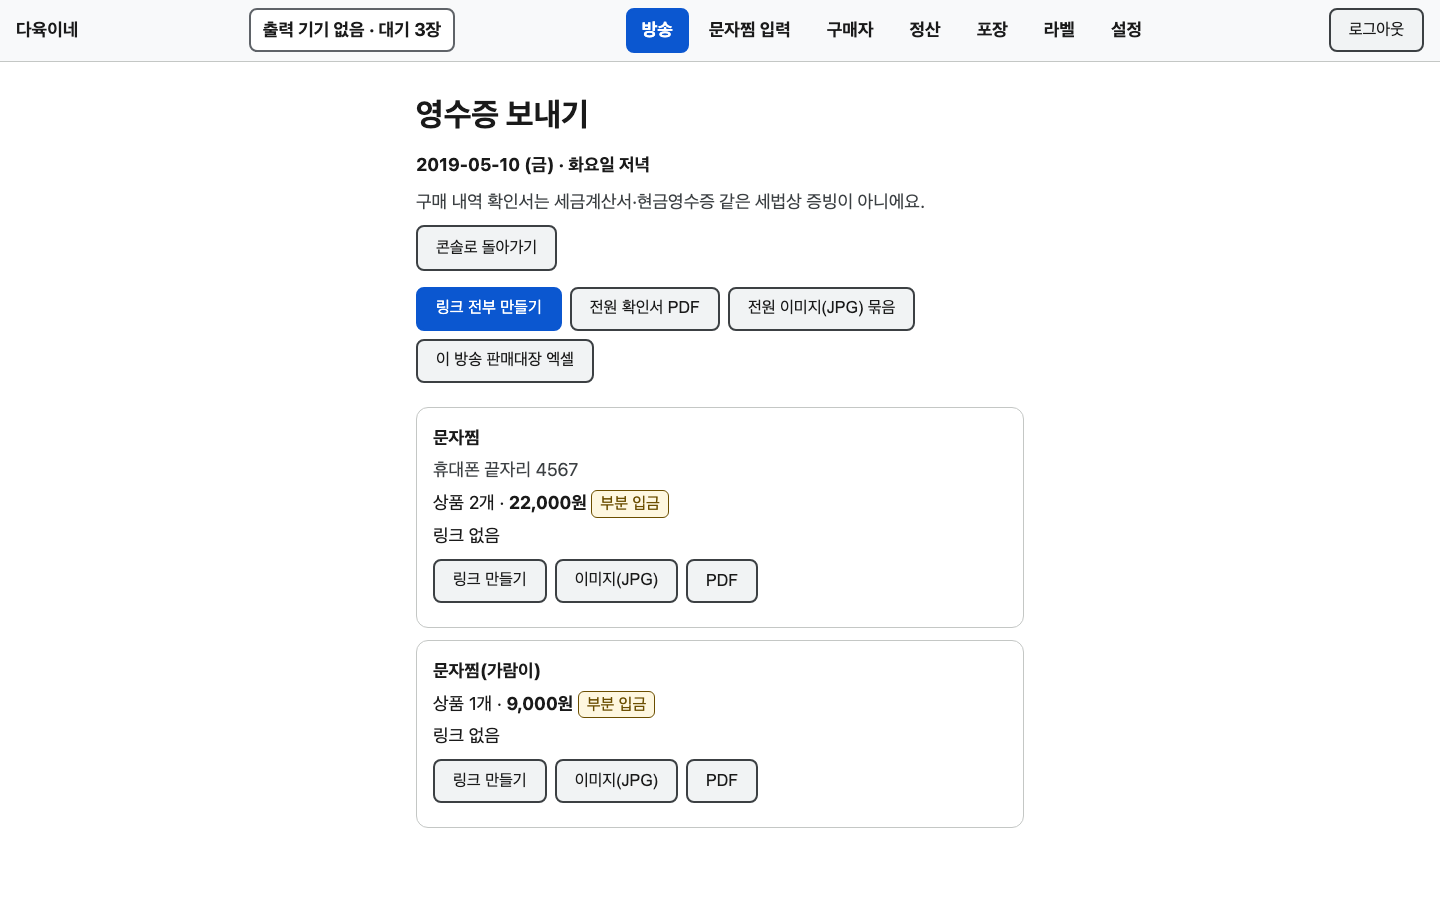 다육이네
출력 기기 없음 · 대기 3장
방송 문자찜 입력 구매자 정산 포장 라벨 설정
로그아웃
영수증 보내기
2019-05-10 (금) · 화요일 저녁
구매 내역 확인서는 세금계산서·현금영수증 같은 세법상 증빙이 아니에요.
콘솔로 돌아가기
링크 전부 만들기 전원 확인서 PDF 전원 이미지(JPG) 묶음
이 방송 판매대장 엑셀
문자찜
휴대폰 끝자리 4567
상품 2개 · 22,000원 부분 입금
링크 없음
링크 만들기 이미지(JPG) PDF
문자찜(가람이)
상품 1개 · 9,000원 부분 입금
링크 없음
링크 만들기 이미지(JPG) PDF